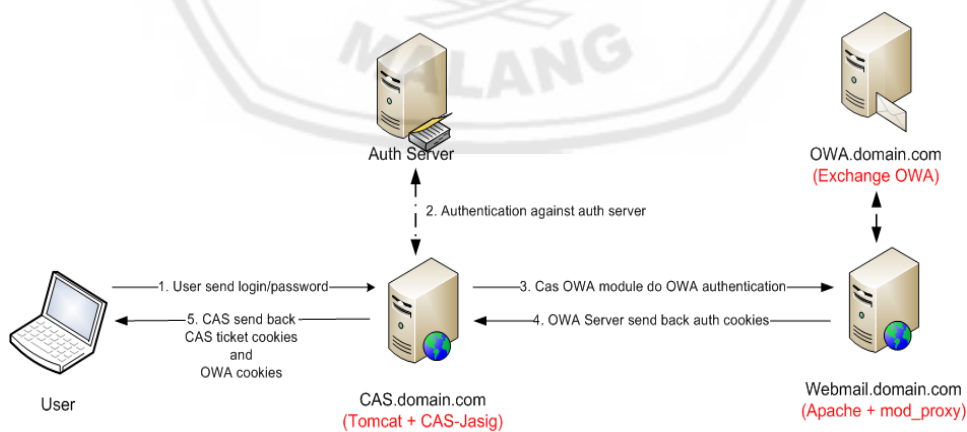 MALANG
Auth Server
OWA.domain.com
(Exchange OWA)
2. Authentication against auth server
1. User send login/password
3. Cas OWA module do OWA authentication
5. CAS send back
CAS ticket cookies
and
OWA cookies
4. OWA Server send back auth cookies
User
CAS.domain.com
(Tomcat + CAS-Jasig)
Webmail.domain.com
(Apache + mod_proxy)